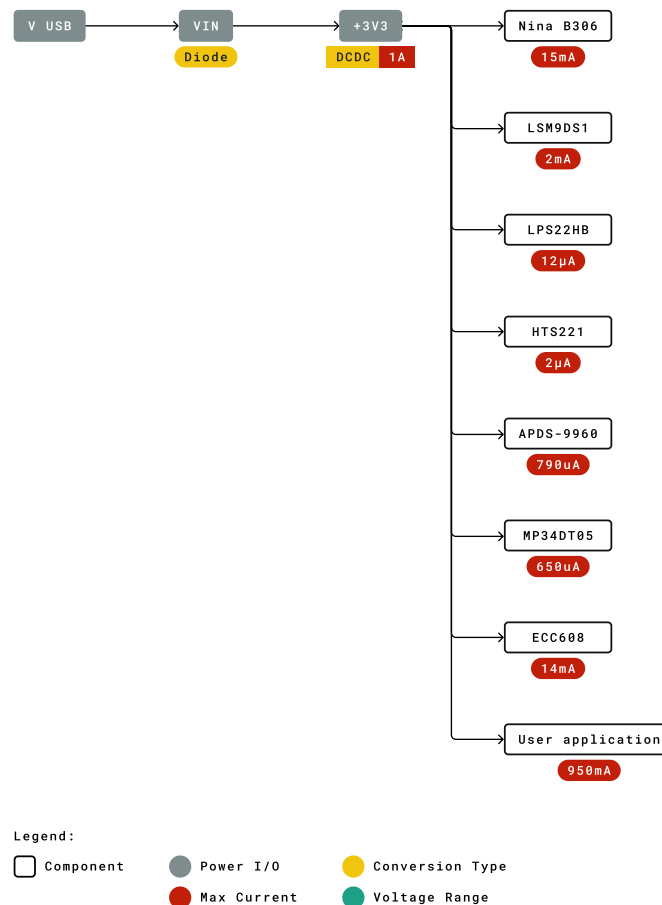 V USB
VIN
+3V3
Nina B306
Diode
DCDC
1A
15mA
LSM9DS1
2mA
LPS22HB
12µA
HTS221
2µA
APDS-9960
790uA
MP34DT05
650uA
ECC608
14mA
User application
950mA
Legend:
Component
Power I/O
Conversion Type
Max Current
Voltage Range